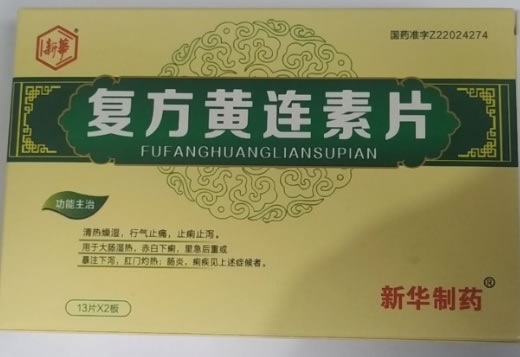 新華
国药准字Z22024274
复方黄连素片
FUFANGHUANGLIANSUPIAN
功能主治
清热燥湿，行气止痛，止痢止泻。
用于大肠湿热，赤白下痢，里急后重或
暴注下泻，肛门灼热；肠炎、痢疾见上述症候者。
13片X2板
新华制药®